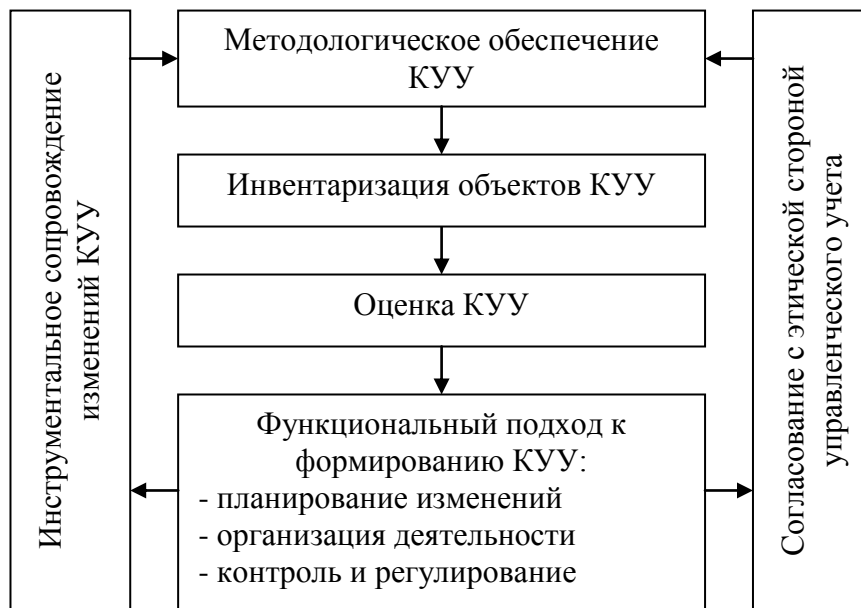 Инструментальное сопровождение
изменений КУУ
Методологическое обеспечение
КУУ
Инвентаризация объектов КУУ
Оценка КУУ
Функциональный подход к
формированию КУУ:
- планирование изменений
- организация деятельности
- контроль и регулирование
Согласование с этической стороной
управленческого учета